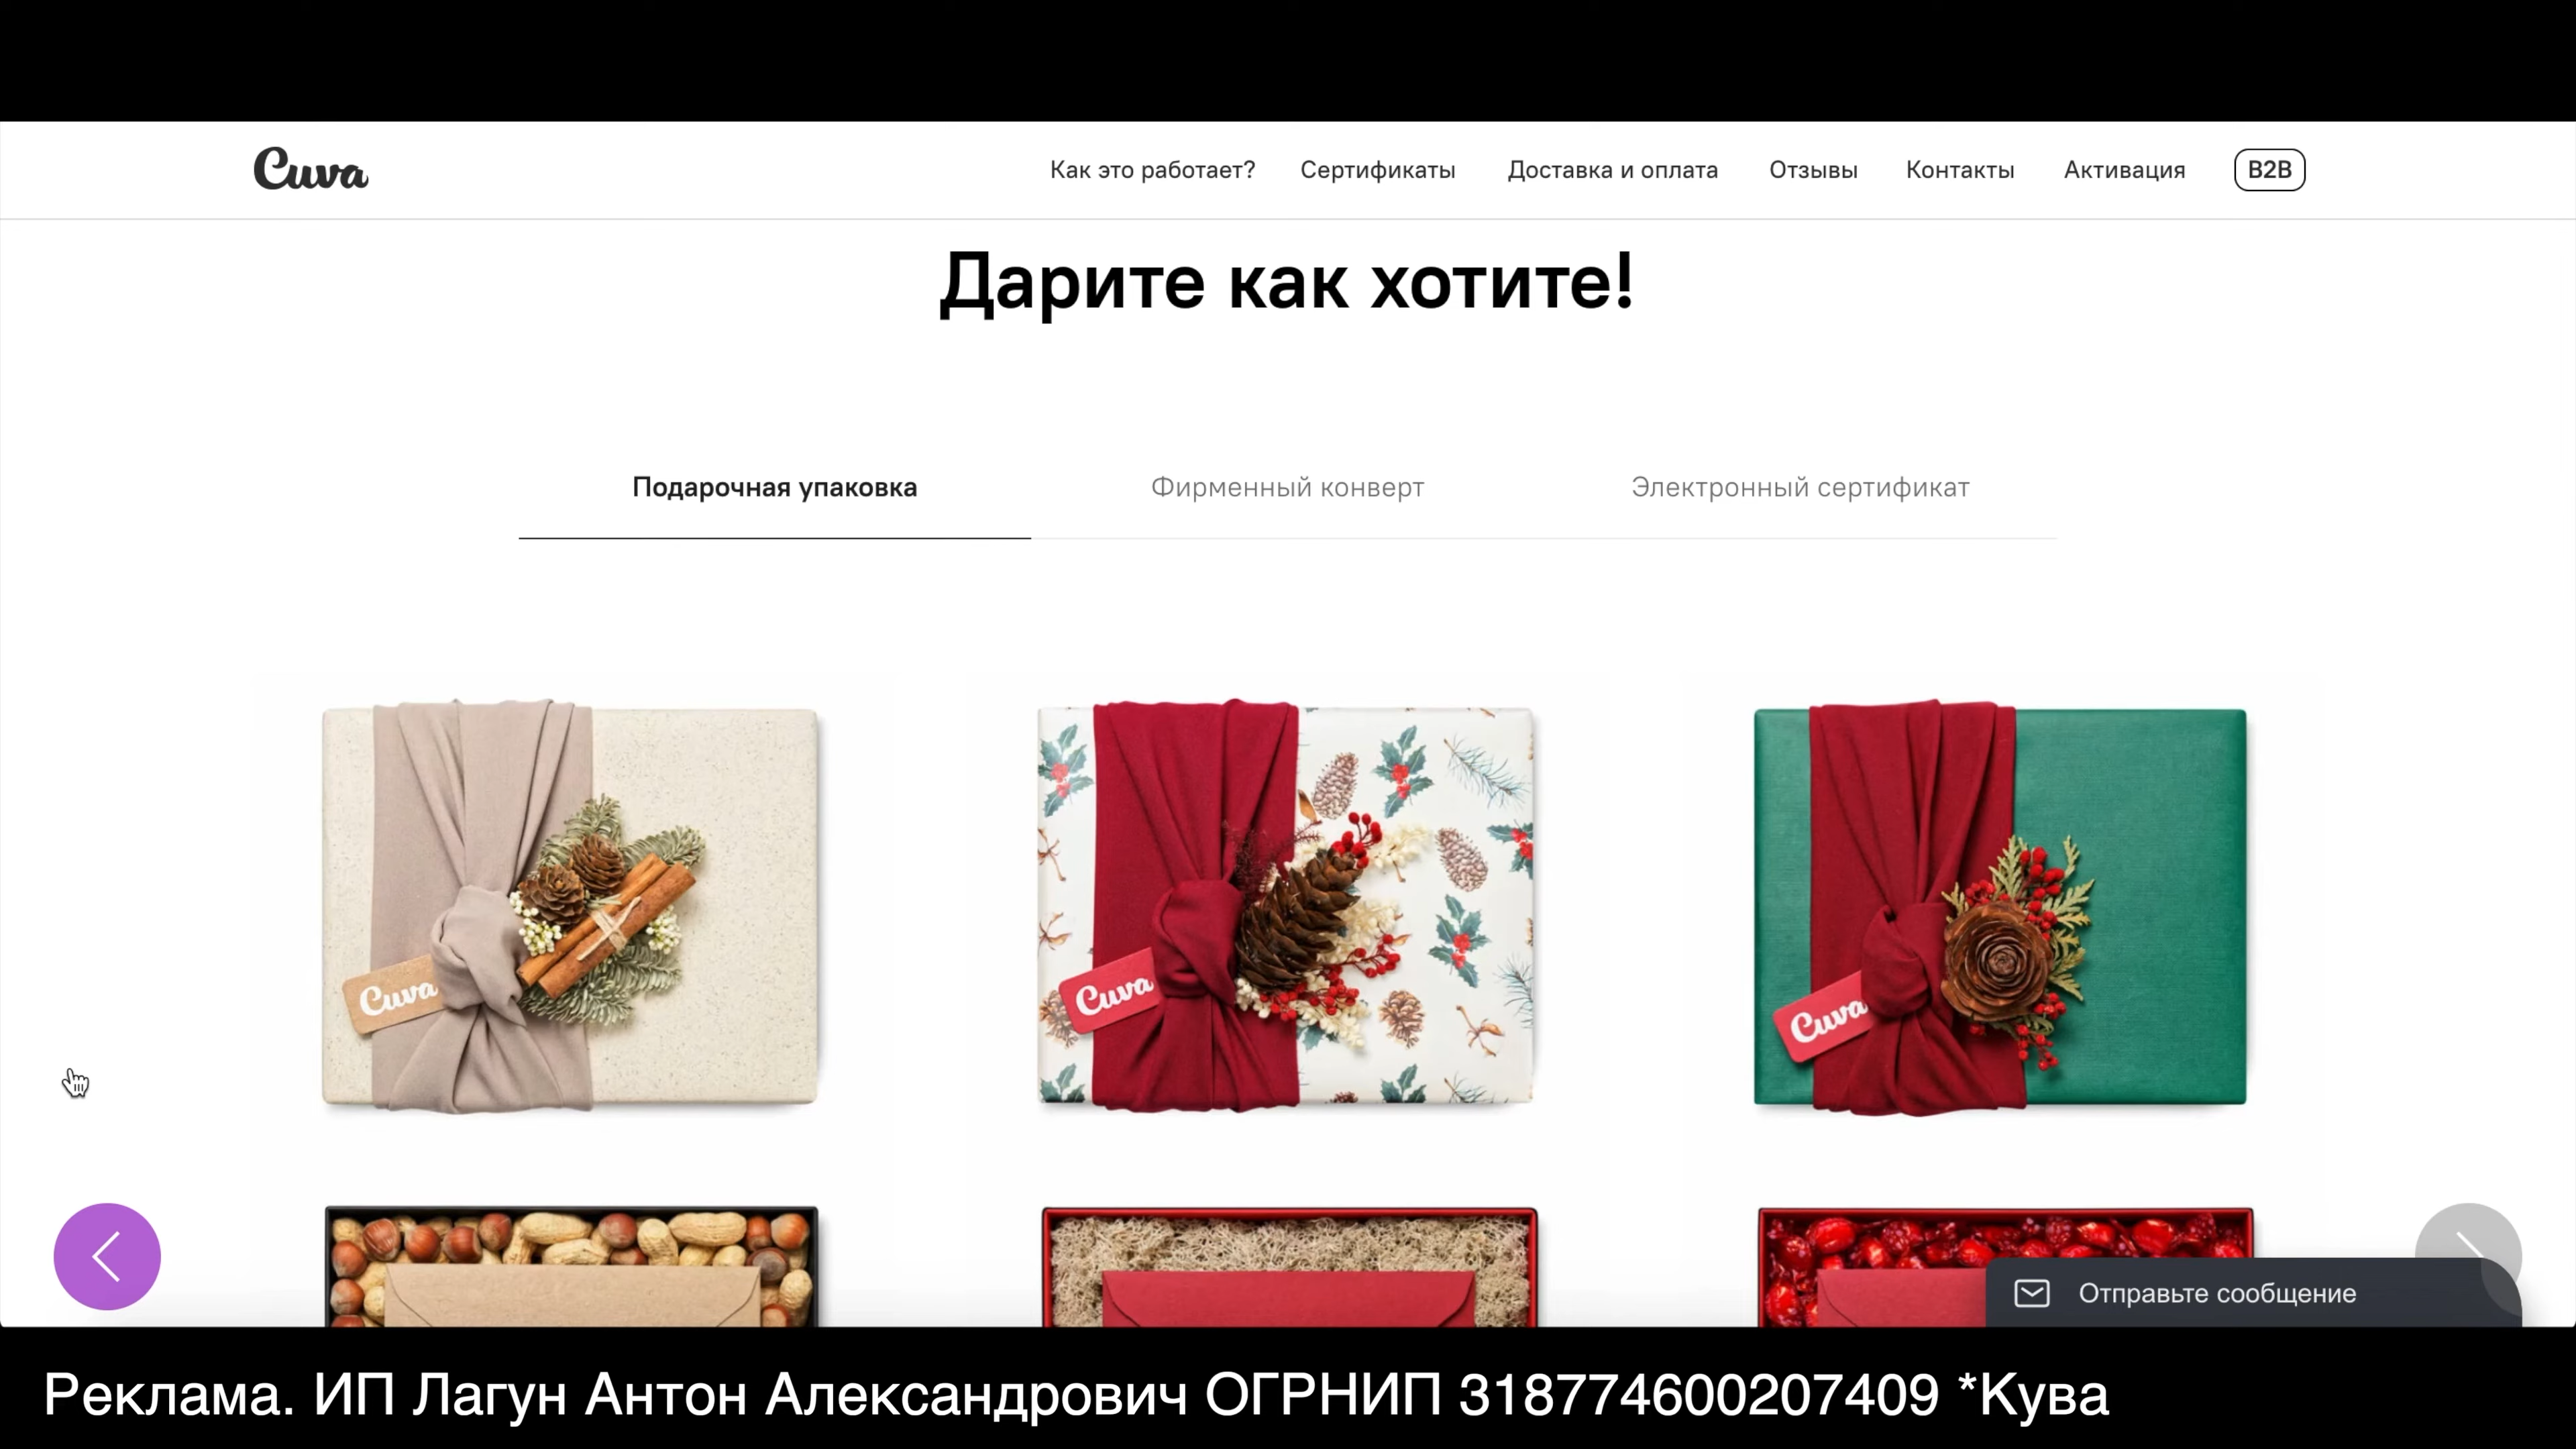 Cuva
Как это работает? Сертификаты Доставка и оплата Отзывы Контакты Активация B2B
Дарите как хотите!
Подарочная упаковка Фирменный конверт Электронный сертификат
Cuva Cuva Cuva
Отправьте сообщение
Реклама. ИП Лагун Антон Александрович ОГРНИП 318774600207409 *Кува